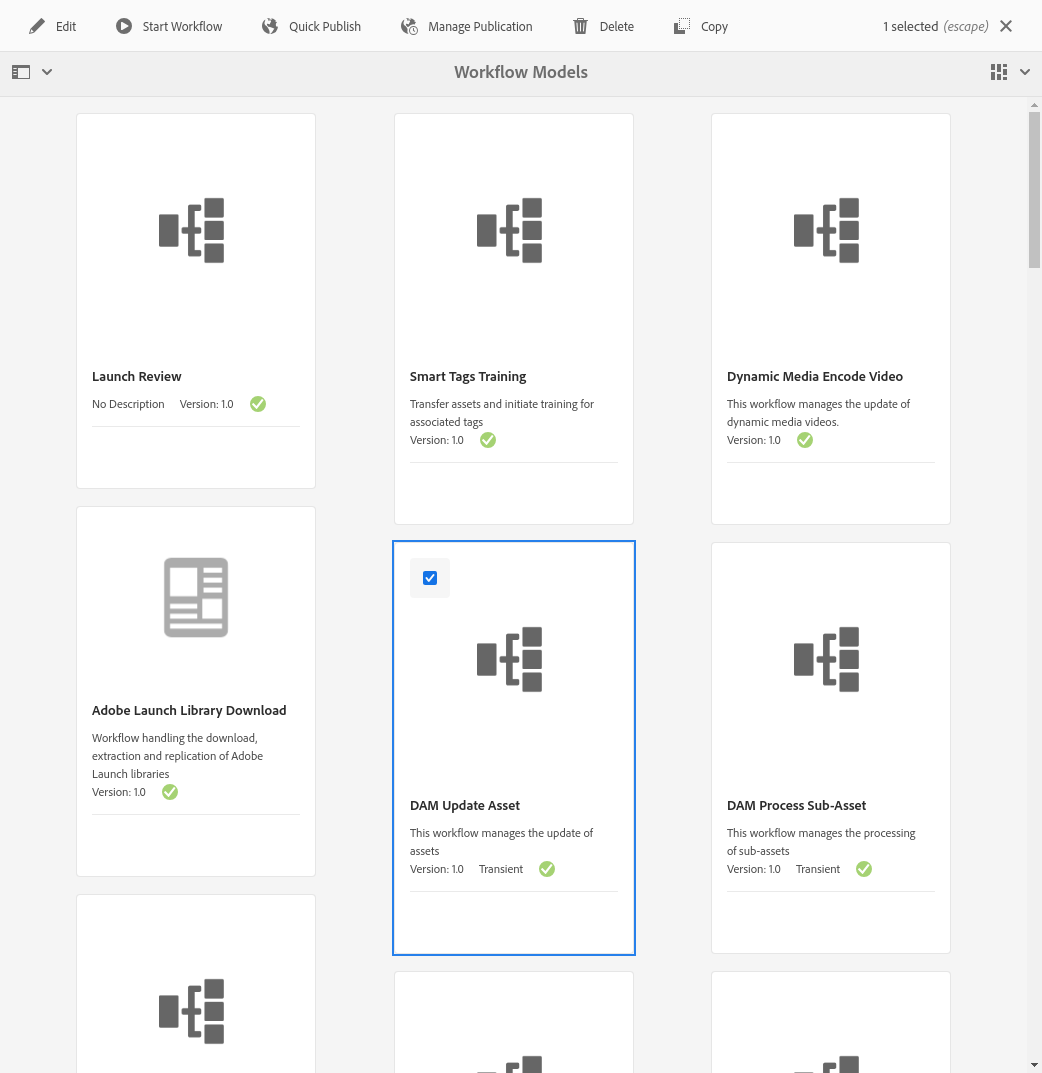 Edit
Start Workflow
Quick Publish
Manage Publication
Delete
Copy
1 selected (escape)
Workflow Models
Launch Review
No Description Version: 1.0
Smart Tags Training
Transfer assets and initiate training for
associated tags
Version: 1.0
Dynamic Media Encode Video
This workflow manages the update of
dynamic media videos.
Version: 1.0
Adobe Launch Library Download
Workflow handling the download,
extraction and replication of Adobe
Launch libraries
Version: 1.0
DAM Update Asset
This workflow manages the update of
assets
Version: 1.0 Transient
DAM Process Sub-Asset
This workflow manages the processing
of sub-assets
Version: 1.0 Transient